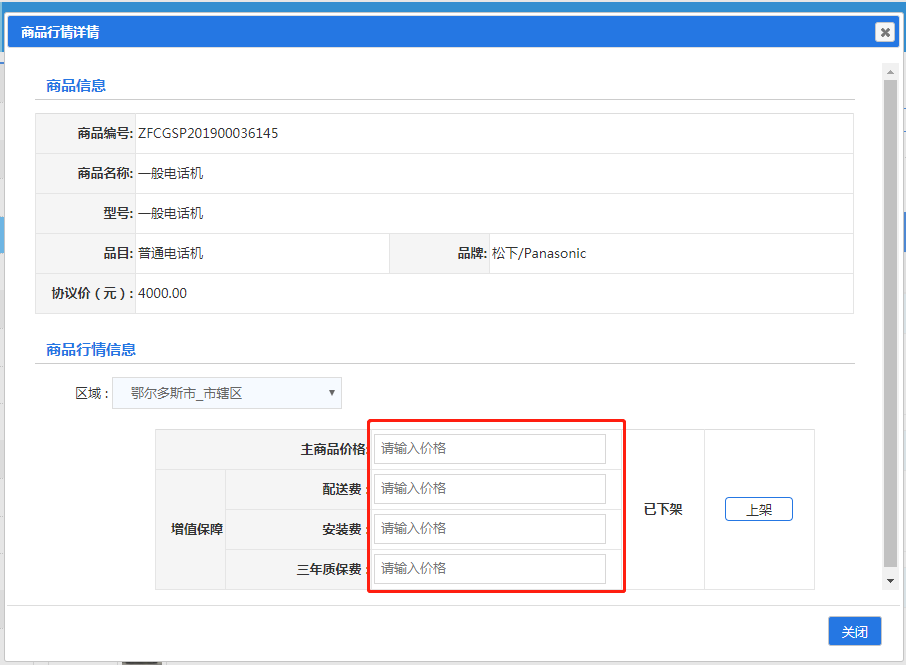 商品行情详情
商品信息
商品编号: ZFCGSP201900036145
商品名称: 一般电话机
型号: 一般电话机
品目: 普通电话机 品牌: 松下/Panasonic
协议价（元）: 4000.00
商品行情信息
区域： 鄂尔多斯市_市辖区
主商品价格: 请输入价格
配送费： 请输入价格
增值保障 安装费： 请输入价格 已下架 上架
三年质保费： 请输入价格
关闭